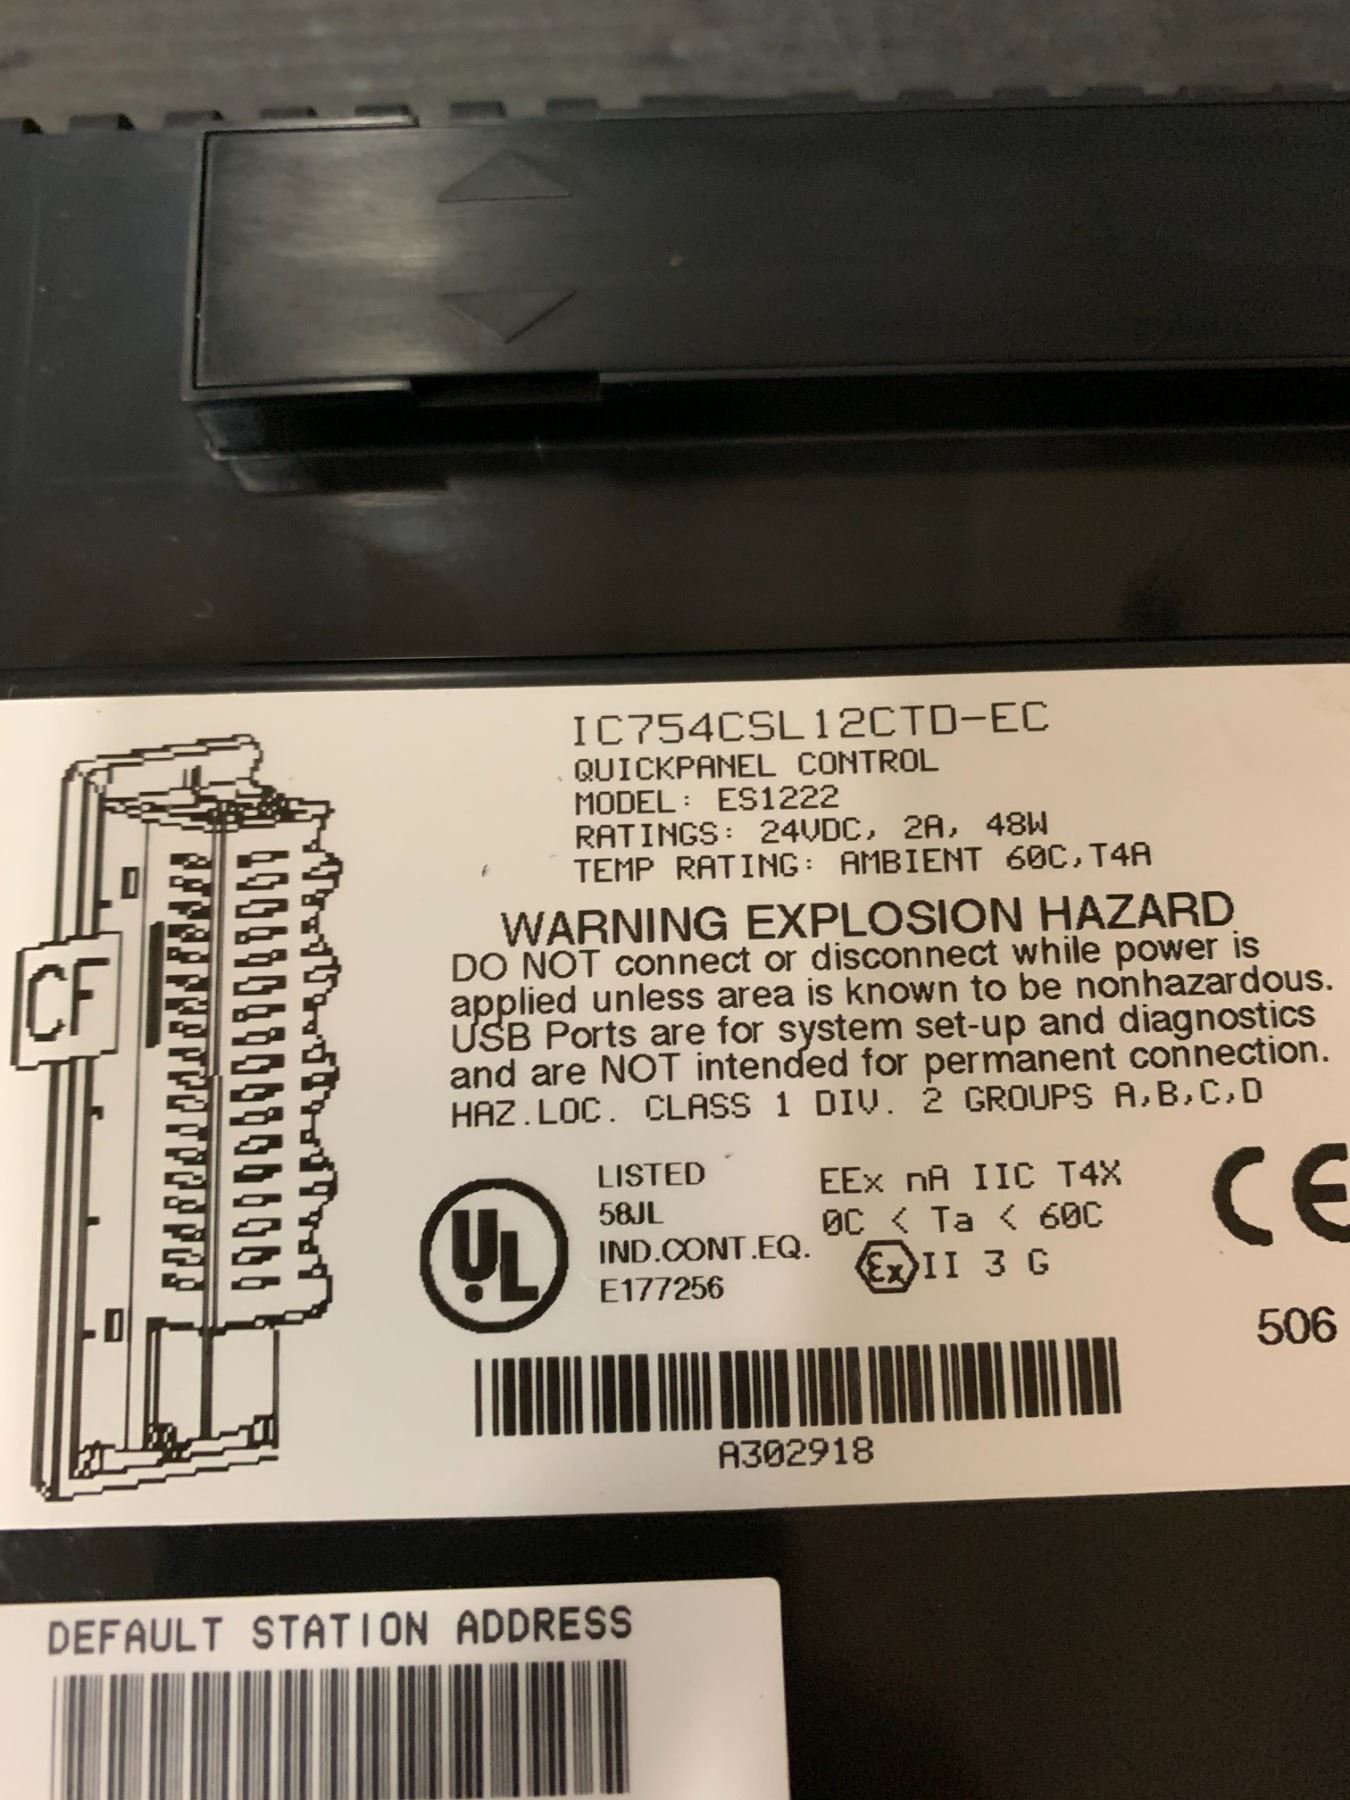 IC754CSL12CTD-EC
QUICKPANEL CONTROL
MODEL: ES1222
RATINGS: 24VDC, 2A, 48W
TEMP RATING: AMBIENT 60C,T4A
WARNING EXPLOSION HAZARD
DO NOT connect or disconnect while power is
applied unless area is known to be nonhazardous.
USB Ports are for system set-up and diagnostics
and are NOT intended for permanent connection.
HAZ.LOC. CLASS 1 DIV. 2 GROUPS A,B,C,D
CF
UL
LISTED
58JL
IND.CONT.EQ.
E177256
EEx nA IIC T4X
0C < Ta < 60C
Ex II 3 G
CE
506
A302918
DEFAULT STATION ADDRESS